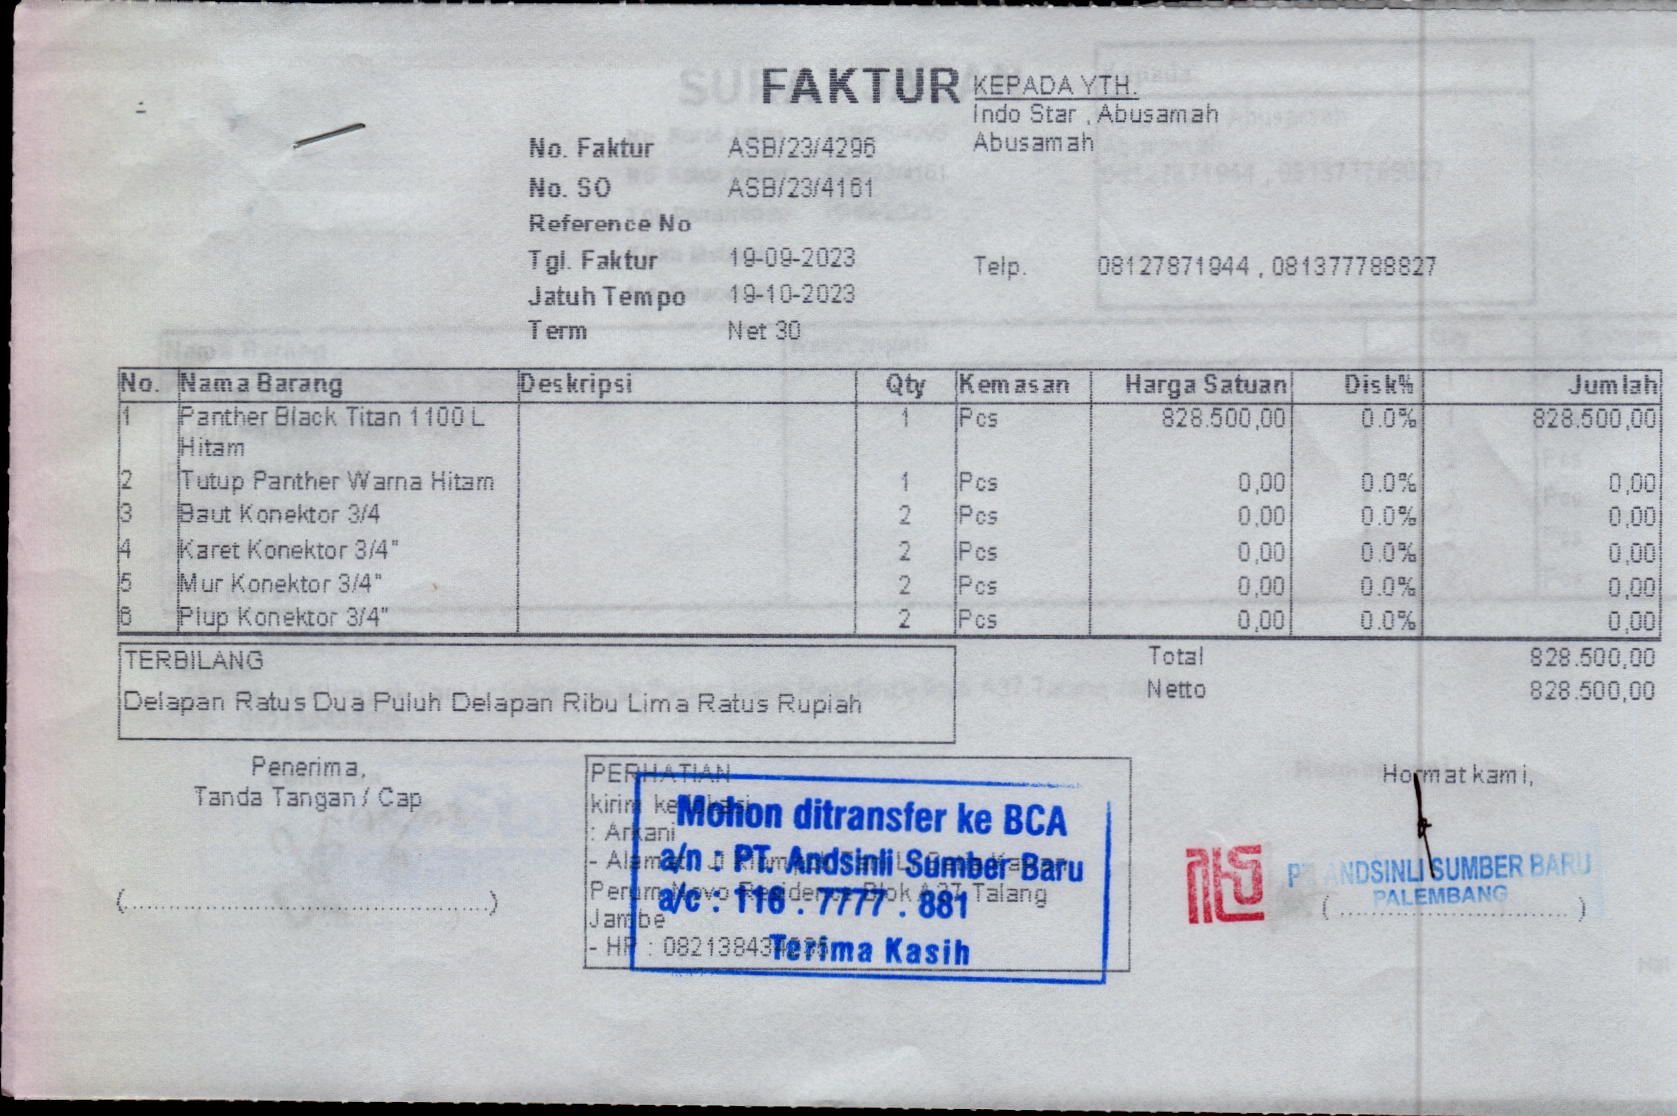 FAKTUR
KEPADA YTH.
Indo Star , Abusamah
Abusamah
No. Faktur ASB/23/4296
No. SO ASB/23/4161
Reference No
Tgl. Faktur 19-09-2023
Telp. 08127871944 , 081377788827
Jatuh Tempo 19-10-2023
Term Net 30
No. Nama Barang Deskripsi Qty Kemasan Harga Satuan Disk% Jumlah
1 Panther Black Titan 1100 L 1 Pcs 828.500,00 0.0% 828.500,00
Hitam
2 Tutup Panther Warna Hitam 1 Pcs 0,00 0.0% 0,00
3 Baut Konektor 3/4 2 Pcs 0,00 0.0% 0,00
4 Karet Konektor 3/4" 2 Pcs 0,00 0.0% 0,00
5 Mur Konektor 3/4" 2 Pcs 0,00 0.0% 0,00
6 Plup Konektor 3/4" 2 Pcs 0,00 0.0% 0,00
TERBILANG
Total 828.500,00
Delapan Ratus Dua Puluh Delapan Ribu Lima Ratus Rupiah
Netto 828.500,00
Penerima,
Tanda Tangan / Cap
PERHATIAN
kirim
: Arkani
- Alamat
Perum Novo Residence Blok A37 Talang
Jambe
- HP :
Mohon ditransfer ke BCA
a/n : PT. Andsinli Sumber Baru
a/c : 116 . 7777 . 881
Terima Kasih
Hormat kami,
PT ANDSINLI SUMBER BARU
PALEMBANG